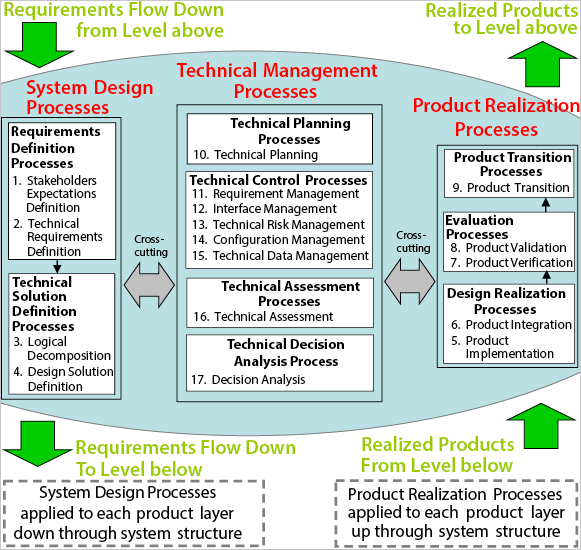 Requirements Flow Down
from Level above
Realized Products
to Level above
System Design
Processes
Technical Management
Processes
Product Realization
Processes
Requirements
Definition
Processes
1. Stakeholders
Expectations
Definition
2. Technical
Requirements
Definition
Technical
Solution
Definition
Processes
3. Logical
Decomposition
4. Design Solution
Definition
Cross-
cutting
Technical Planning
Processes
10. Technical Planning
Technical Control Processes
11. Requirement Management
12. Interface Management
13. Technical Risk Management
14. Configuration Management
15. Technical Data Management
Technical Assessment
Processes
16. Technical Assessment
Technical Decision
Analysis Process
17. Decision Analysis
Cross-
cutting
Product Transition
Processes
9. Product Transition
Evaluation
Processes
8. Product Validation
7. Product Verification
Design Realization
Processes
6. Product Integration
5. Product
Implementation
Requirements Flow Down
To Level below
Realized Products
From Level below
System Design Processes
applied to each product layer
down through system structure
Product Realization Processes
applied to each product layer
up through system structure